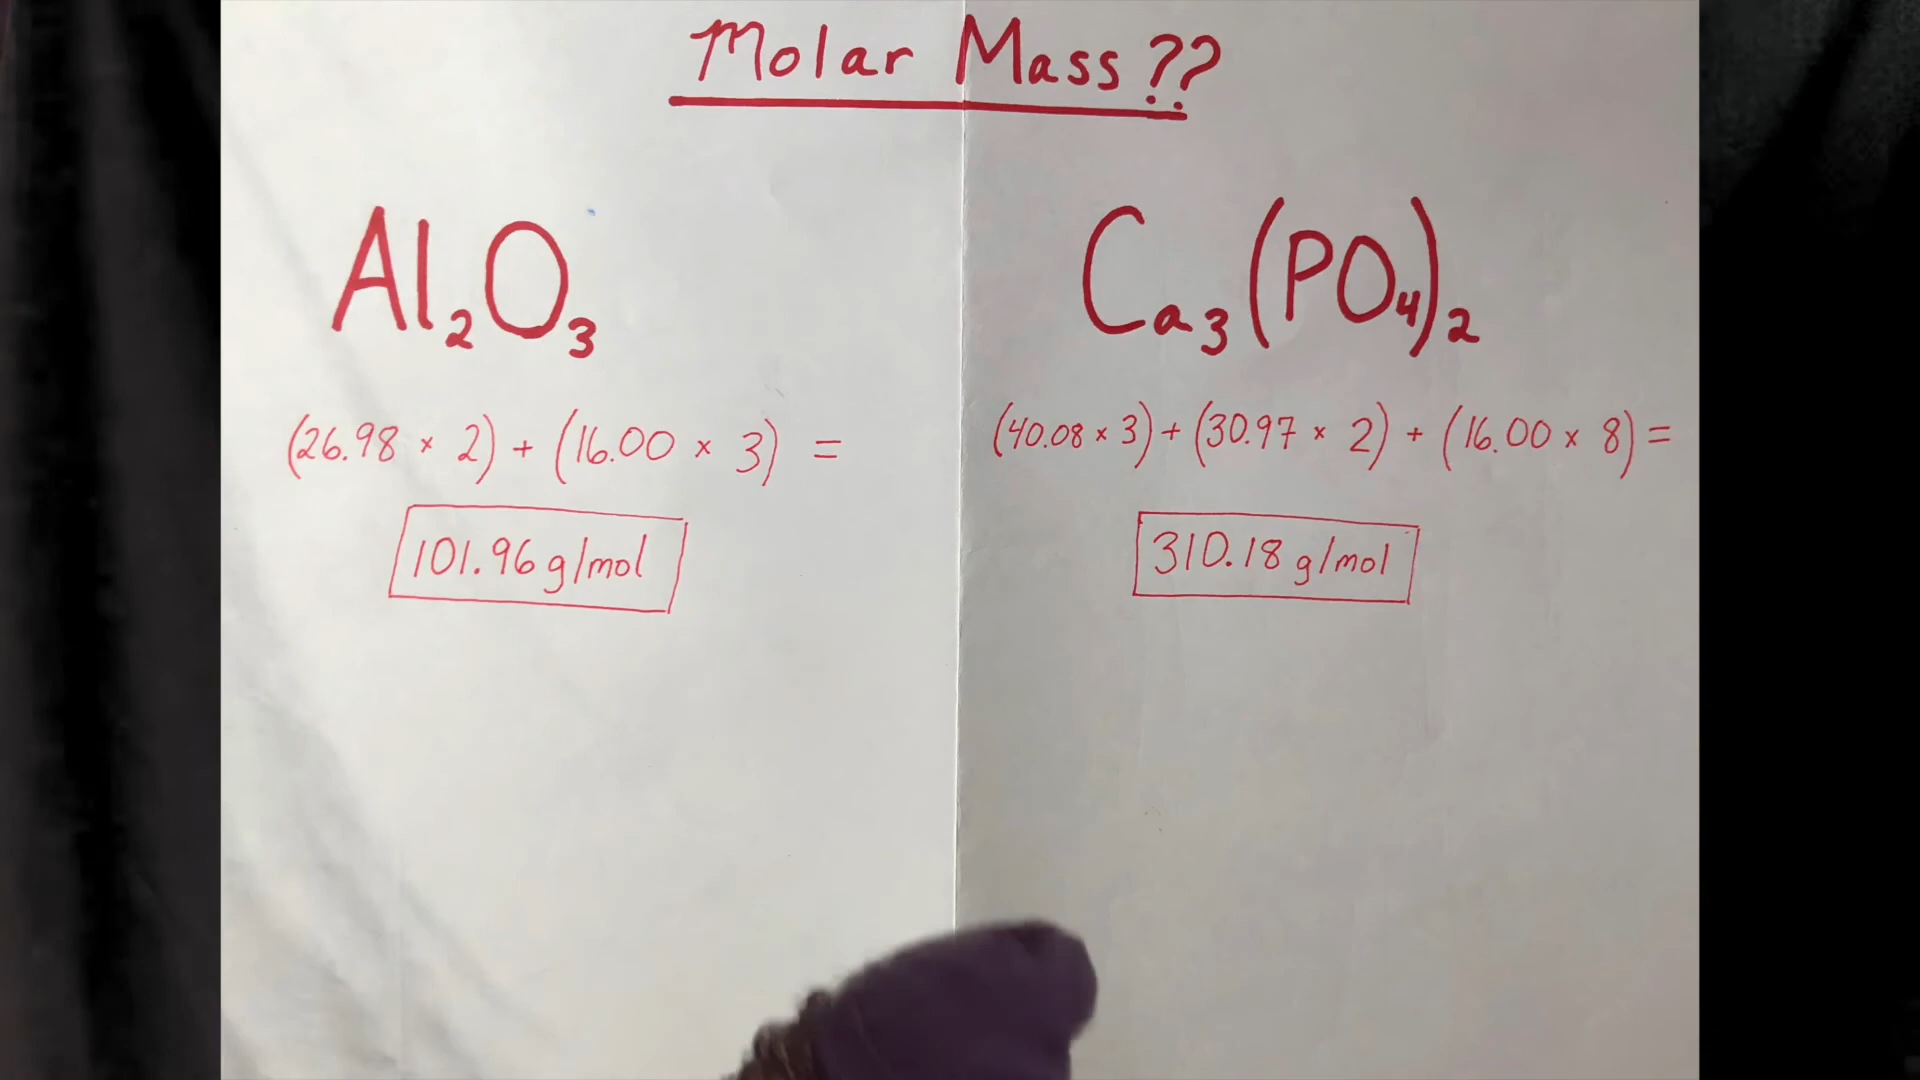 Molar Mass ??
Al₂O₃
(26.98 × 2) + (16.00 × 3) =
101.96 g/mol
Ca₃(PO₄)₂
(40.08 × 3) + (30.97 × 2) + (16.00 × 8) =
310.18 g/mol